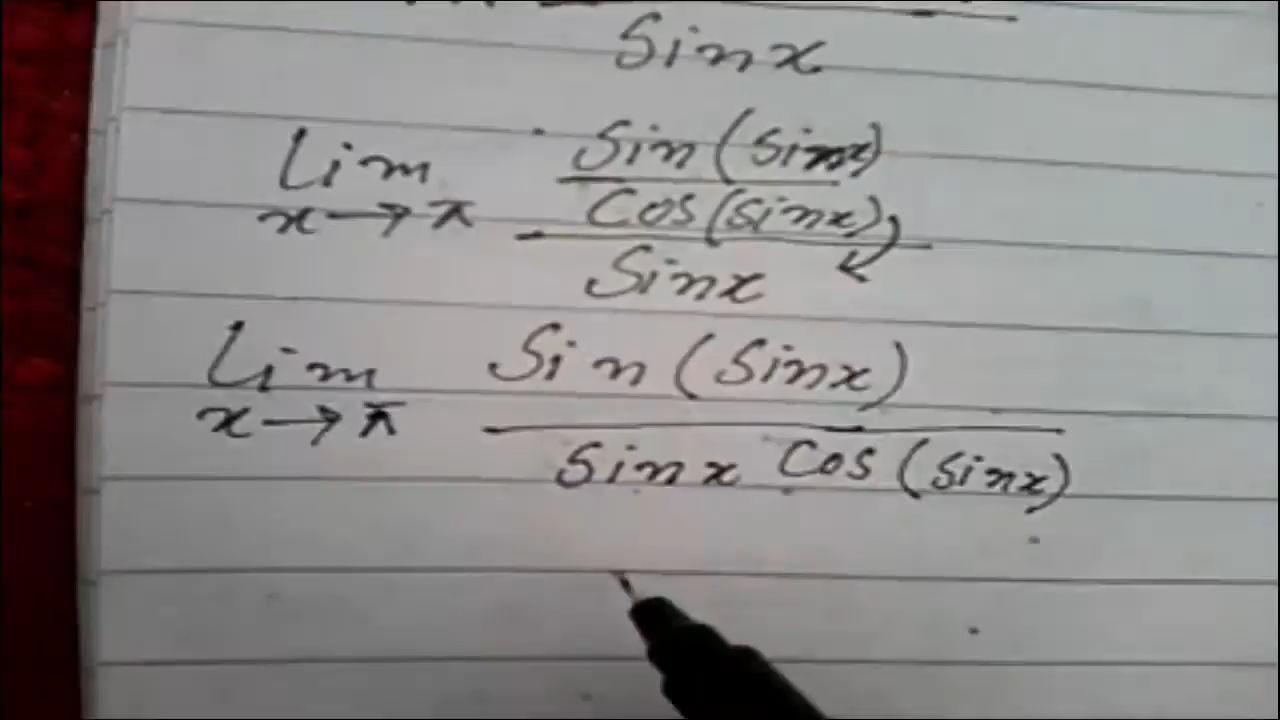 Sinx
Lim Sin(Sinx)
x→π Cos(Sinx)
Sinx
Lim Sin(Sinx)
x→π Sinx Cos(Sinx)